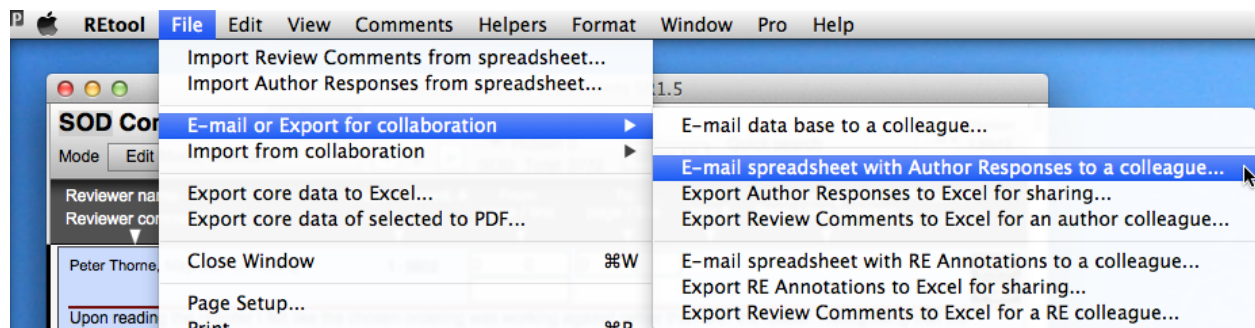 P REtool File Edit View Comments Helpers Format Window Pro Help
Import Review Comments from spreadsheet...
Import Author Responses from spreadsheet...
1.5
SOD
E-mail or Export for collaboration
E-mail data base to a colleague...
Mode Edit
Import from collaboration
E-mail spreadsheet with Author Responses to a colleague...
Reviewer
Export core data to Excel...
Export Author Responses to Excel for sharing...
Reviewer
Export core data of selected to PDF...
Export Review Comments to Excel for an author colleague...
Peter Thorne,
Close Window ⌘W
E-mail spreadsheet with RE Annotations to a colleague...
Export RE Annotations to Excel for sharing...
Page Setup...
Upon
Export Review Comments to Excel for a RE colleague...
Print